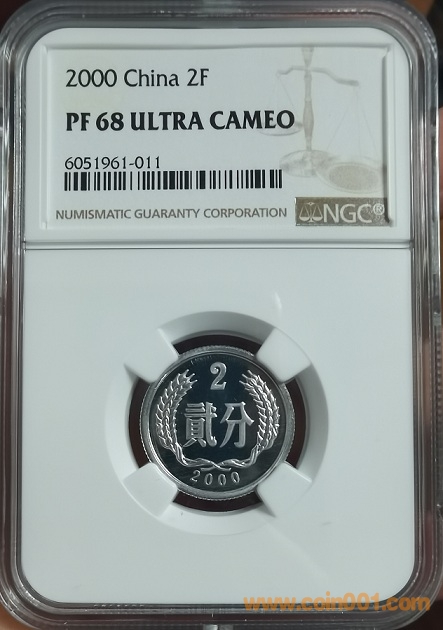 2000 China 2F
PF 68 ULTRA CAMEO
6051961-011
NUMISMATIC GUARANTY CORPORATION
NGC®
2
貳分
2000
www.coin001.com